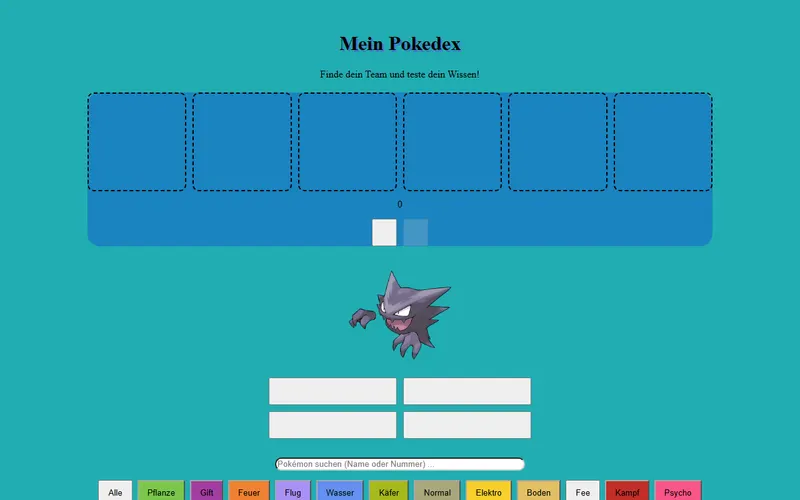 Mein Pokedex
Finde dein Team und teste dein Wissen!
0
Pokémon suchen (Name oder Nummer) ...
Alle Pflanze Gift Feuer Flug Wasser Käfer Normal Elektro Boden Fee Kampf Psycho